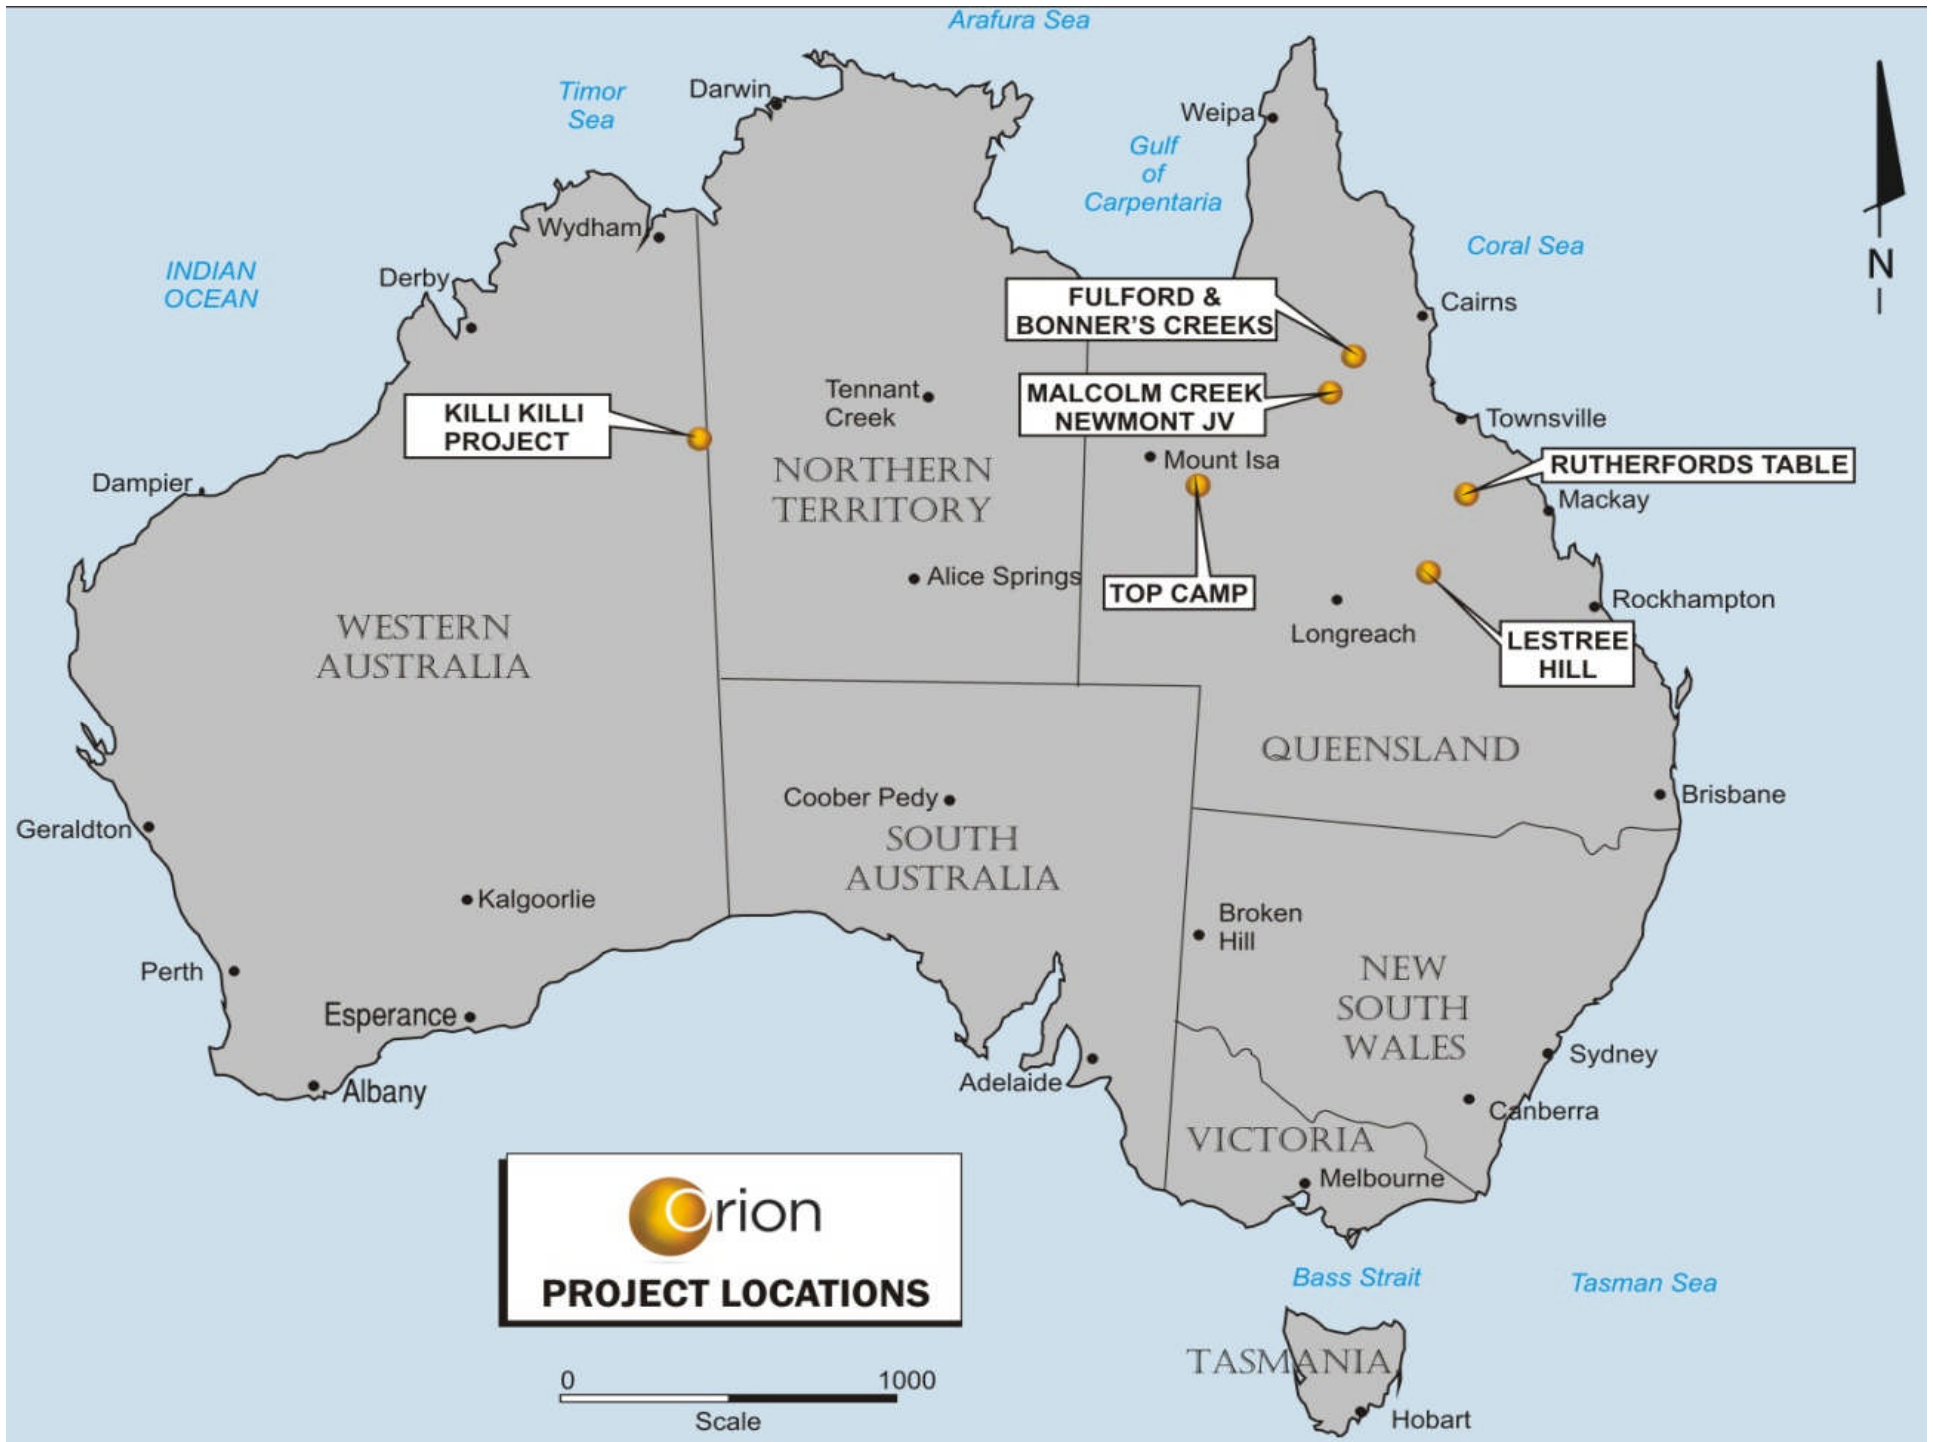 Arafura Sea
Timor
Sea
Darwin
Weipa
Gulf
of
Carpentaria
Wydham
Coral Sea
INDIAN
OCEAN
Derby
N
FULFORD &
BONNER'S CREEKS
Cairns
Tennant
Creek
MALCOLM CREEK
NEWMONT JV
KILLI KILLI
PROJECT
Townsville
Mount Isa
RUTHERFORDS TABLE
NORTHERN
TERRITORY
Dampier
Mackay
Alice Springs
TOP CAMP
Rockhampton
WESTERN
AUSTRALIA
Longreach
LESTREE
HILL
QUEENSLAND
Coober Pedy
Brisbane
Geraldton
SOUTH
AUSTRALIA
Kalgoorlie
Broken
Hill
Perth
NEW
SOUTH
WALES
Esperance
Sydney
Adelaide
Albany
Canberra
VICTORIA
Melbourne
Orion
PROJECT LOCATIONS
Bass Strait
Tasman Sea
TASMANIA
0 1000
Scale
Hobart